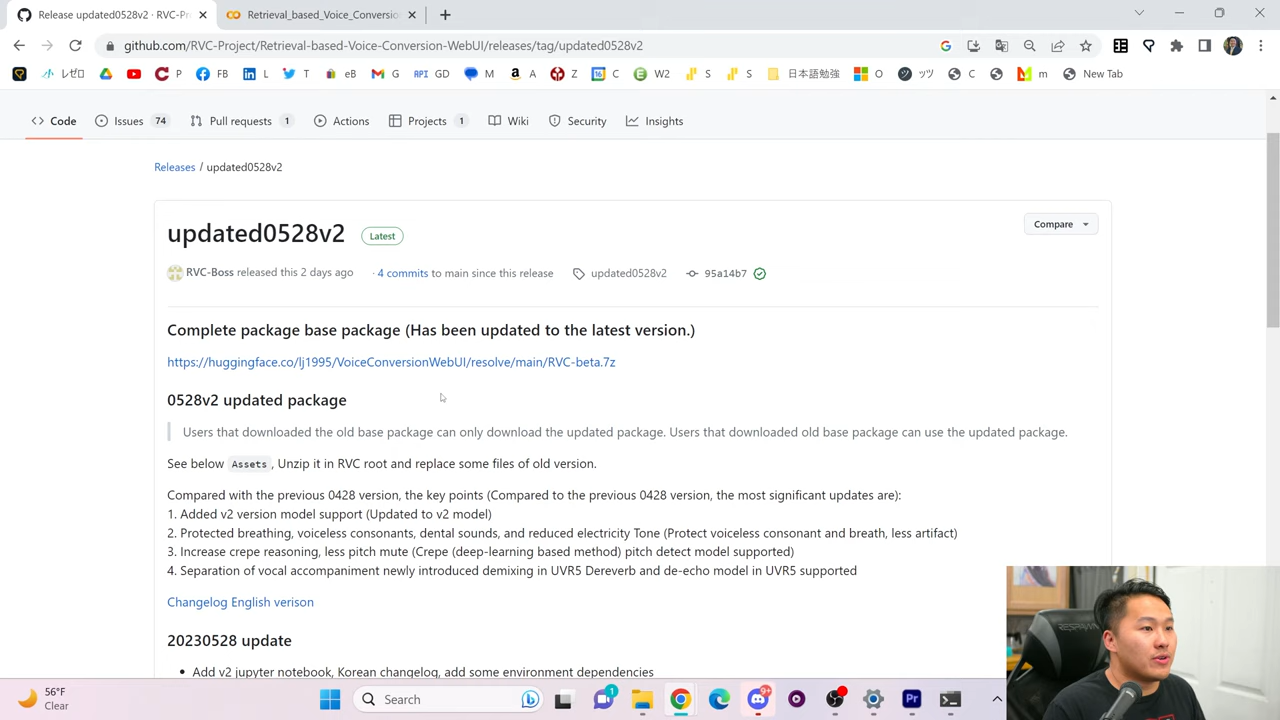 Release updated0528v2 · RVC-Pr
Retrieval_based_Voice_Conversio
github.com/RVC-Project/Retrieval-based-Voice-Conversion-WebUI/releases/tag/updated0528v2
レゼロ
P
FB
L
T
eB
G
API GD
M
A
Z
16 C
W2
S
S
日本語勉強
O
ツッ
C
m
New Tab
<> Code
Issues 74
Pull requests 1
Actions
Projects 1
Wiki
Security
Insights
Releases / updated0528v2
updated0528v2 Latest
Compare
RVC-Boss released this 2 days ago · 4 commits to main since this release updated0528v2 95a14b7
Complete package base package (Has been updated to the latest version.)
https://huggingface.co/lj1995/VoiceConversionWebUI/resolve/main/RVC-beta.7z
0528v2 updated package
Users that downloaded the old base package can only download the updated package. Users that downloaded old base package can use the updated package.
See below Assets, Unzip it in RVC root and replace some files of old version.
Compared with the previous 0428 version, the key points (Compared to the previous 0428 version, the most significant updates are):
1. Added v2 version model support (Updated to v2 model)
2. Protected breathing, voiceless consonants, dental sounds, and reduced electricity Tone (Protect voiceless consonant and breath, less artifact)
3. Increase crepe reasoning, less pitch mute (Crepe (deep-learning based method) pitch detect model supported)
4. Separation of vocal accompaniment newly introduced demixing in UVR5 Dereverb and de-echo model in UVR5 supported
Changelog English verison
20230528 update
• Add v2 jupyter notebook, Korean changelog, add some environment dependencies
RESPAWN
56°F
Clear
Search
1
9+
Pr